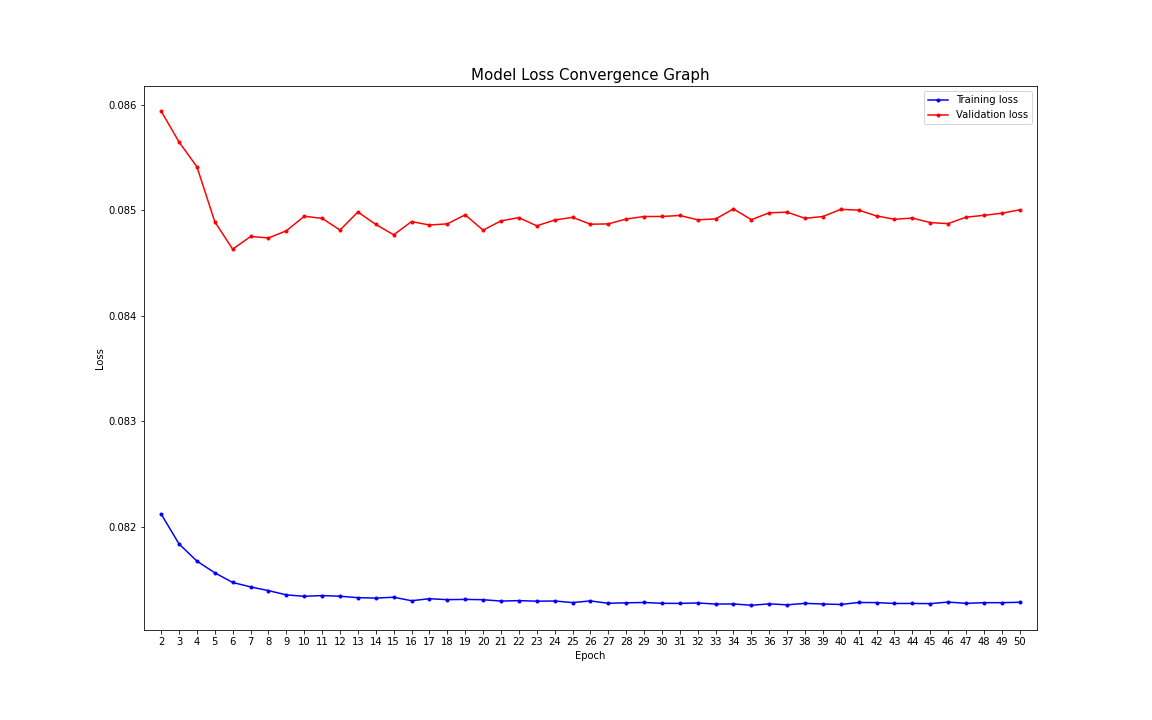 Model Loss Convergence Graph
Training loss
Validation loss
0.086
0.085
0.084
0.083
0.082
Loss
2 3 4 5 6 7 8 9 10 11 12 13 14 15 16 17 18 19 20 21 22 23 24 25 26 27 28 29 30 31 32 33 34 35 36 37 38 39 40 41 42 43 44 45 46 47 48 49 50
Epoch